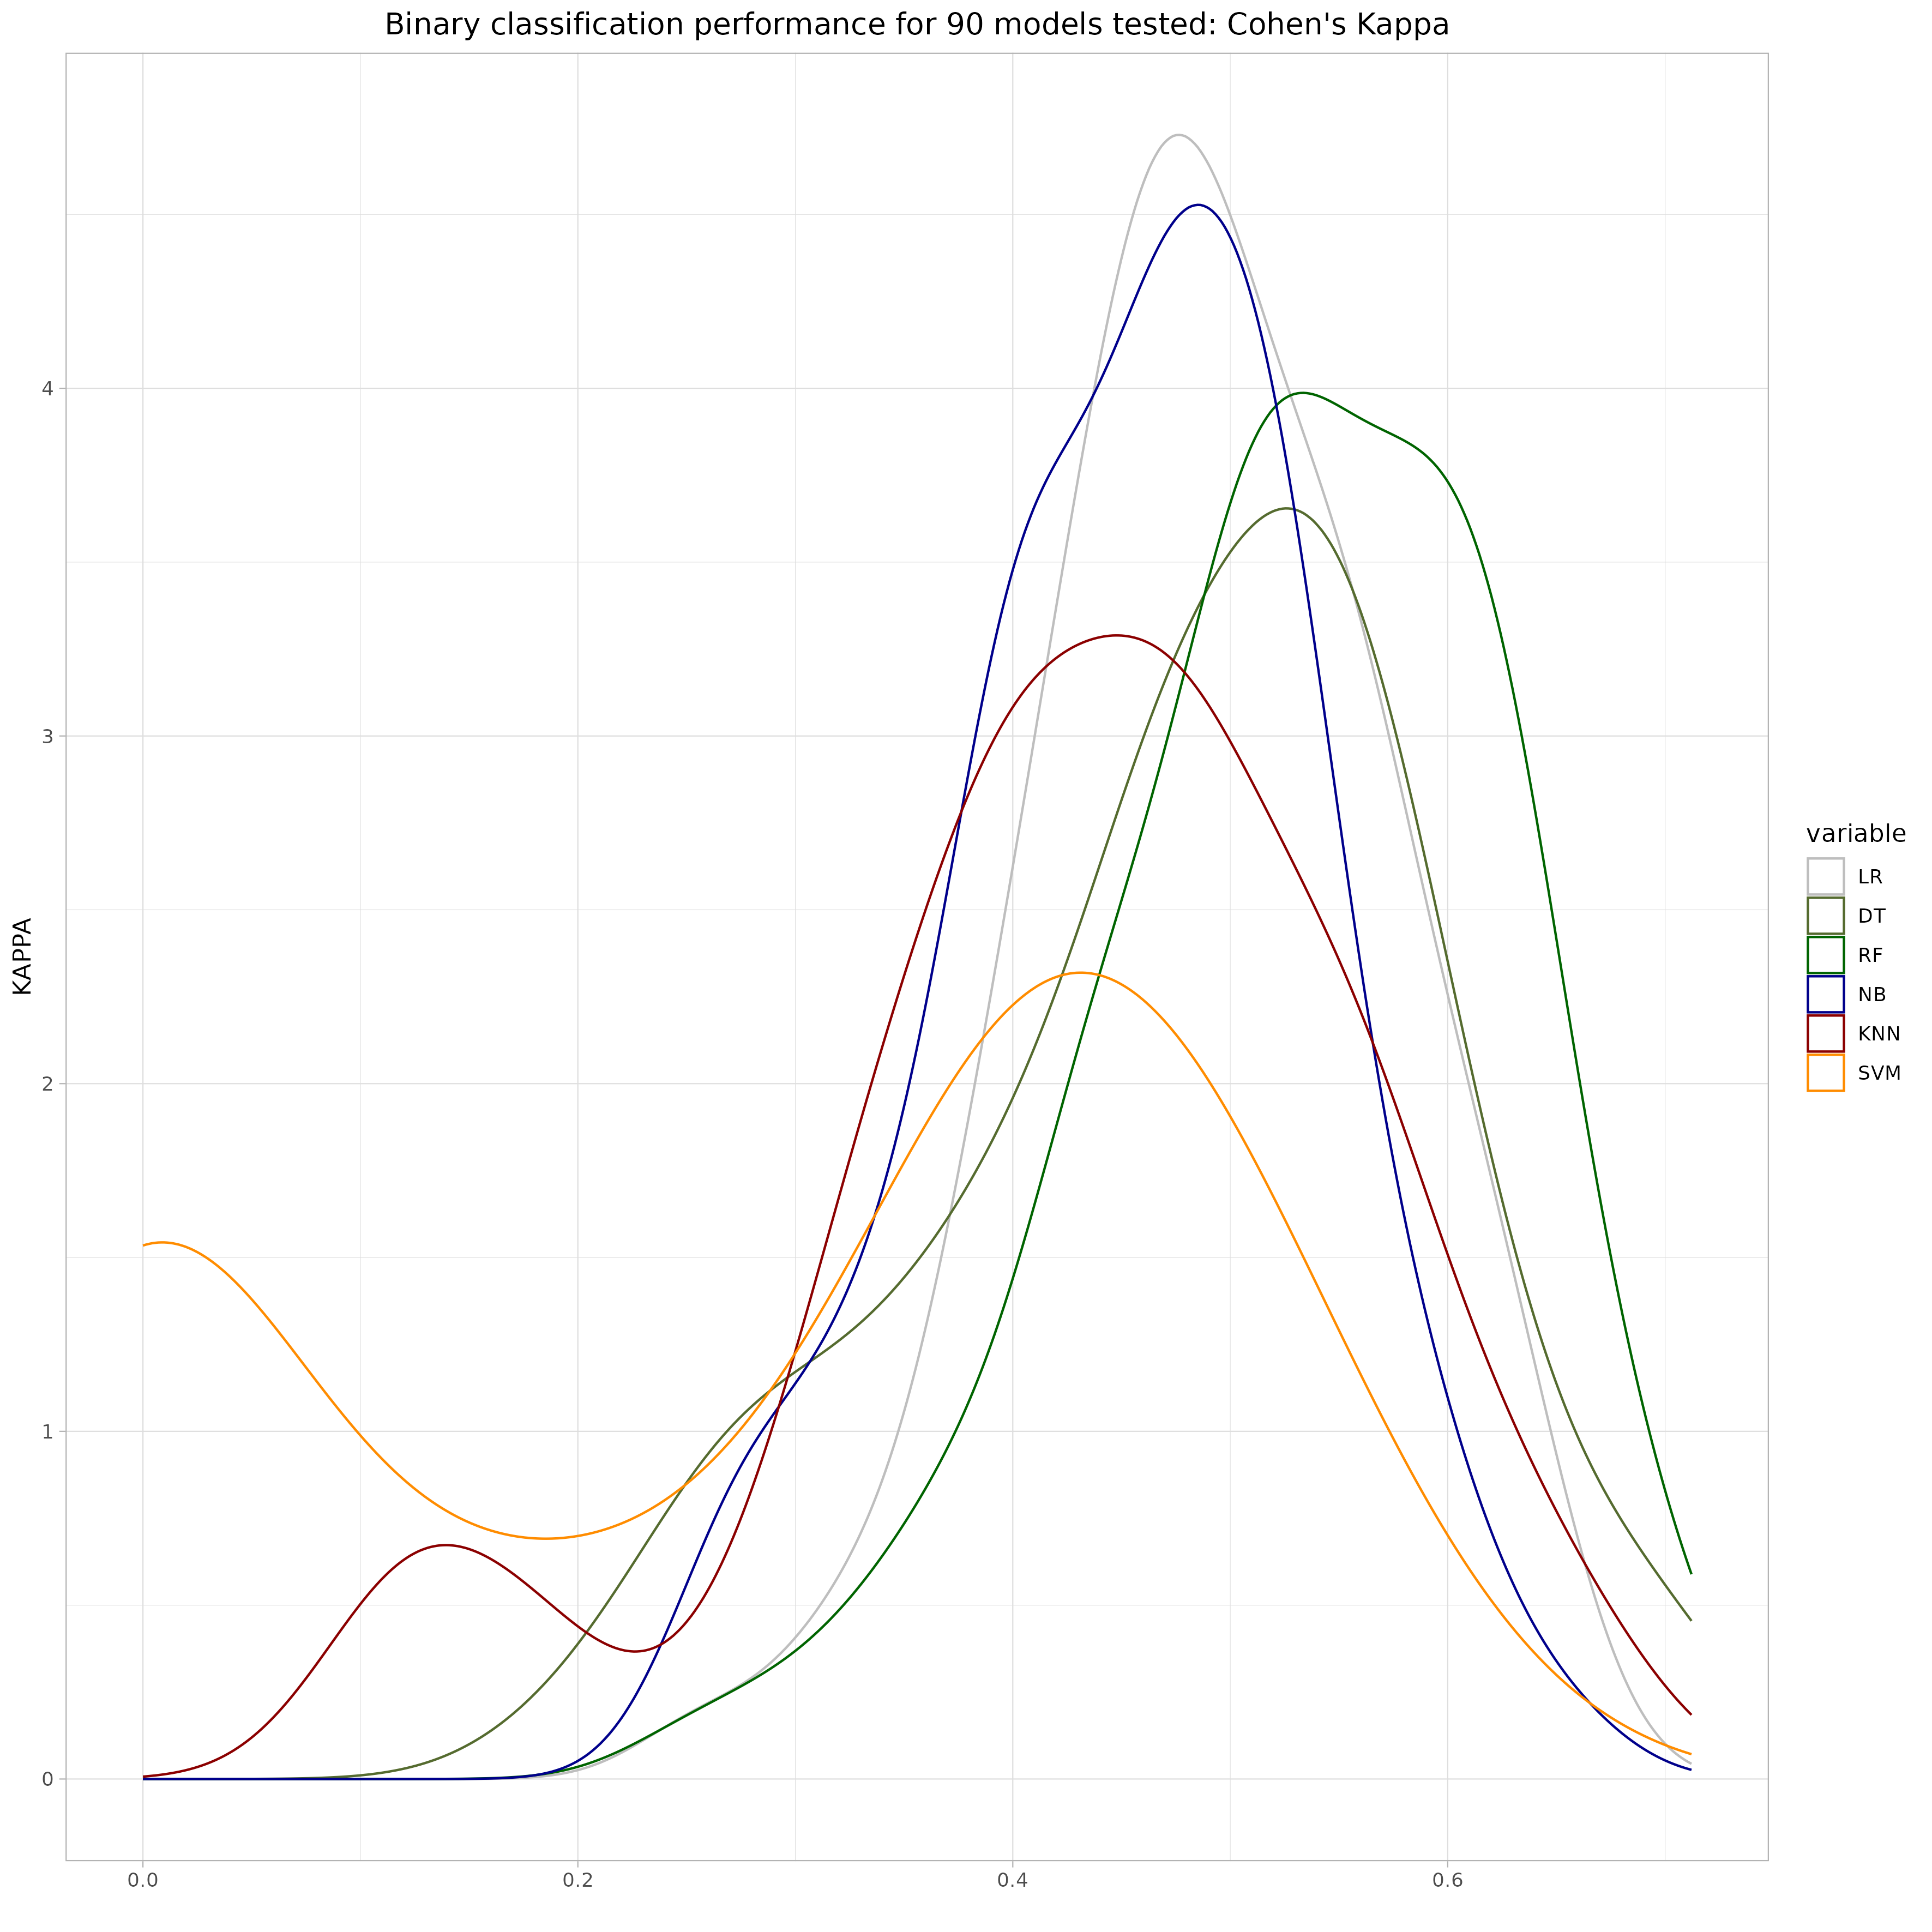 Binary classification performance for 90 models tested: Cohen's Kappa
KAPPA
4
3
2
1
0
0.0
0.2
0.4
0.6
variable
LR
DT
RF
NB
KNN
SVM